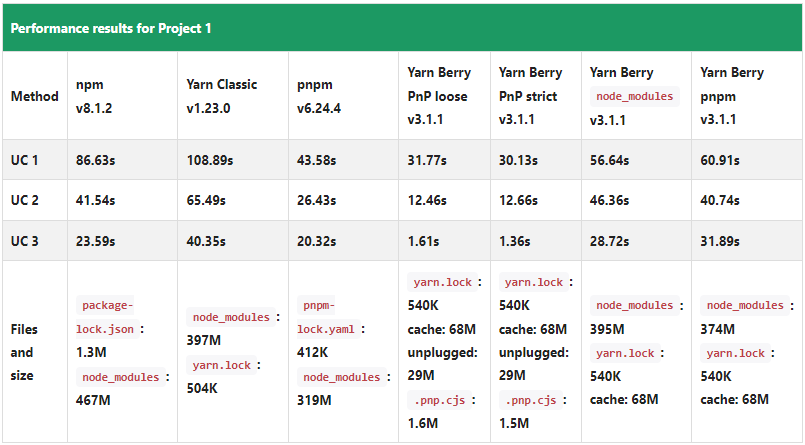 Performance results for Project 1
Method
npm
v8.1.2
Yarn Classic
v1.23.0
pnpm
v6.24.4
Yarn Berry
PnP loose
v3.1.1
Yarn Berry
PnP strict
v3.1.1
Yarn Berry
node_modules
v3.1.1
Yarn Berry
pnpm
v3.1.1
UC 1
86.63s
108.89s
43.58s
31.77s
30.13s
56.64s
60.91s
UC 2
41.54s
65.49s
26.43s
12.46s
12.66s
46.36s
40.74s
UC 3
23.59s
40.35s
20.32s
1.61s
1.36s
28.72s
31.89s
Files
and
size
package-
lock.json :
1.3M
node_modules :
467M
node_modules :
397M
yarn.lock :
504K
pnpm-
lock.yaml :
412K
node_modules :
319M
yarn.lock :
540K
cache: 68M
unplugged:
29M
.pnp.cjs :
1.6M
yarn.lock :
540K
cache: 68M
unplugged:
29M
.pnp.cjs :
1.5M
node_modules :
395M
yarn.lock :
540K
cache: 68M
node_modules :
374M
yarn.lock :
540K
cache: 68M